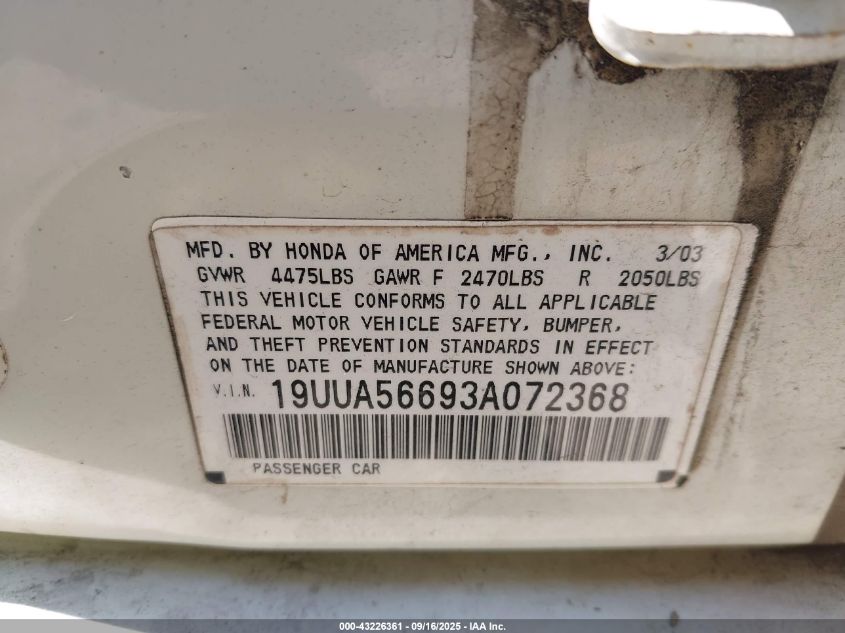 MFD. BY HONDA OF AMERICA MFG., INC. 3/03
GVWR 4475LBS GAWR F 2470LBS R 2050LBS
THIS VEHICLE CONFORMS TO ALL APPLICABLE
FEDERAL MOTOR VEHICLE SAFETY, BUMPER,
AND THEFT PREVENTION STANDARDS IN EFFECT
ON THE DATE OF MANUFACTURE SHOWN ABOVE:
V.I.N. 19UUA56693A072368
PASSENGER CAR
000-43226361 - 09/16/2025 - IAA Inc.